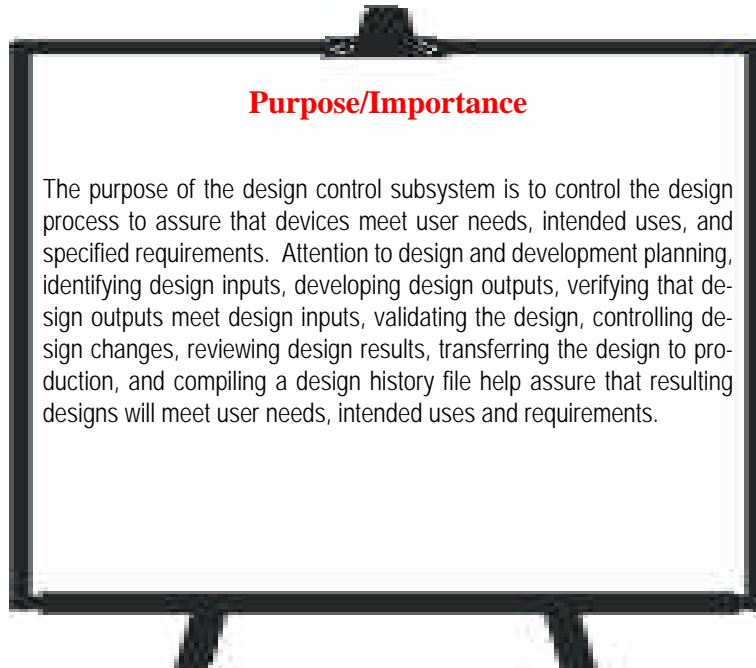 Purpose/Importance
The purpose of the design control subsystem is to control the design
process to assure that devices meet user needs, intended uses, and
specified requirements.  Attention to design and development planning,
identifying design inputs, developing design outputs, verifying that de-
sign outputs meet design inputs, validating the design, controlling de-
sign changes, reviewing design results, transferring the design to pro-
duction, and compiling a design history file help assure that resulting
designs will meet user needs, intended uses and requirements.